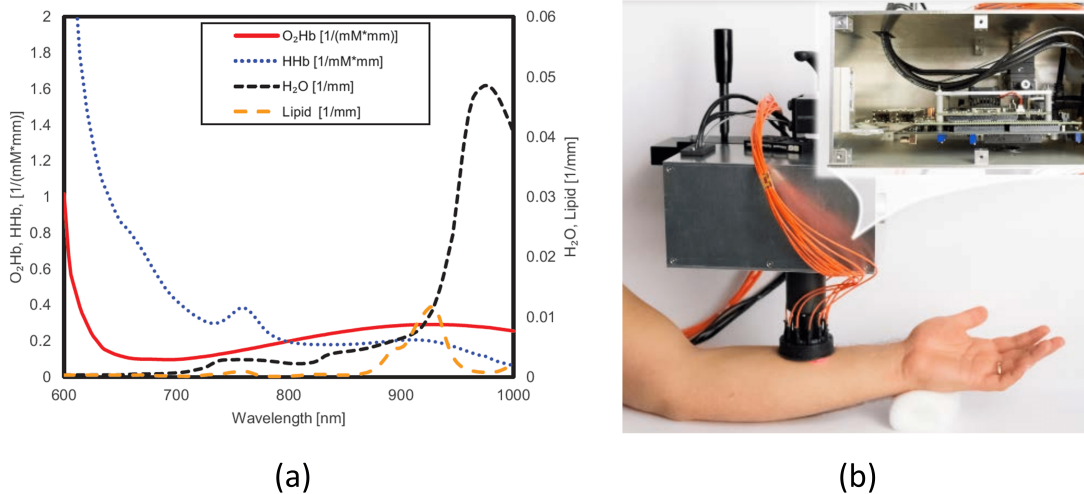 2
1.8
1.6
1.4
1.2
1
0.8
0.6
0.4
0.2
0
O₂Hb, HHb, [1/(mM*mm)]
O₂Hb [1/(mM*mm)]
HHb [1/mM*mm)]
H₂O [1/mm]
Lipid [1/mm]
0.06
0.05
0.04
0.03
0.02
0.01
0
H₂O, Lipid [1/mm]
600 700 800 900 1000
Wavelength [nm]
(a) (b)